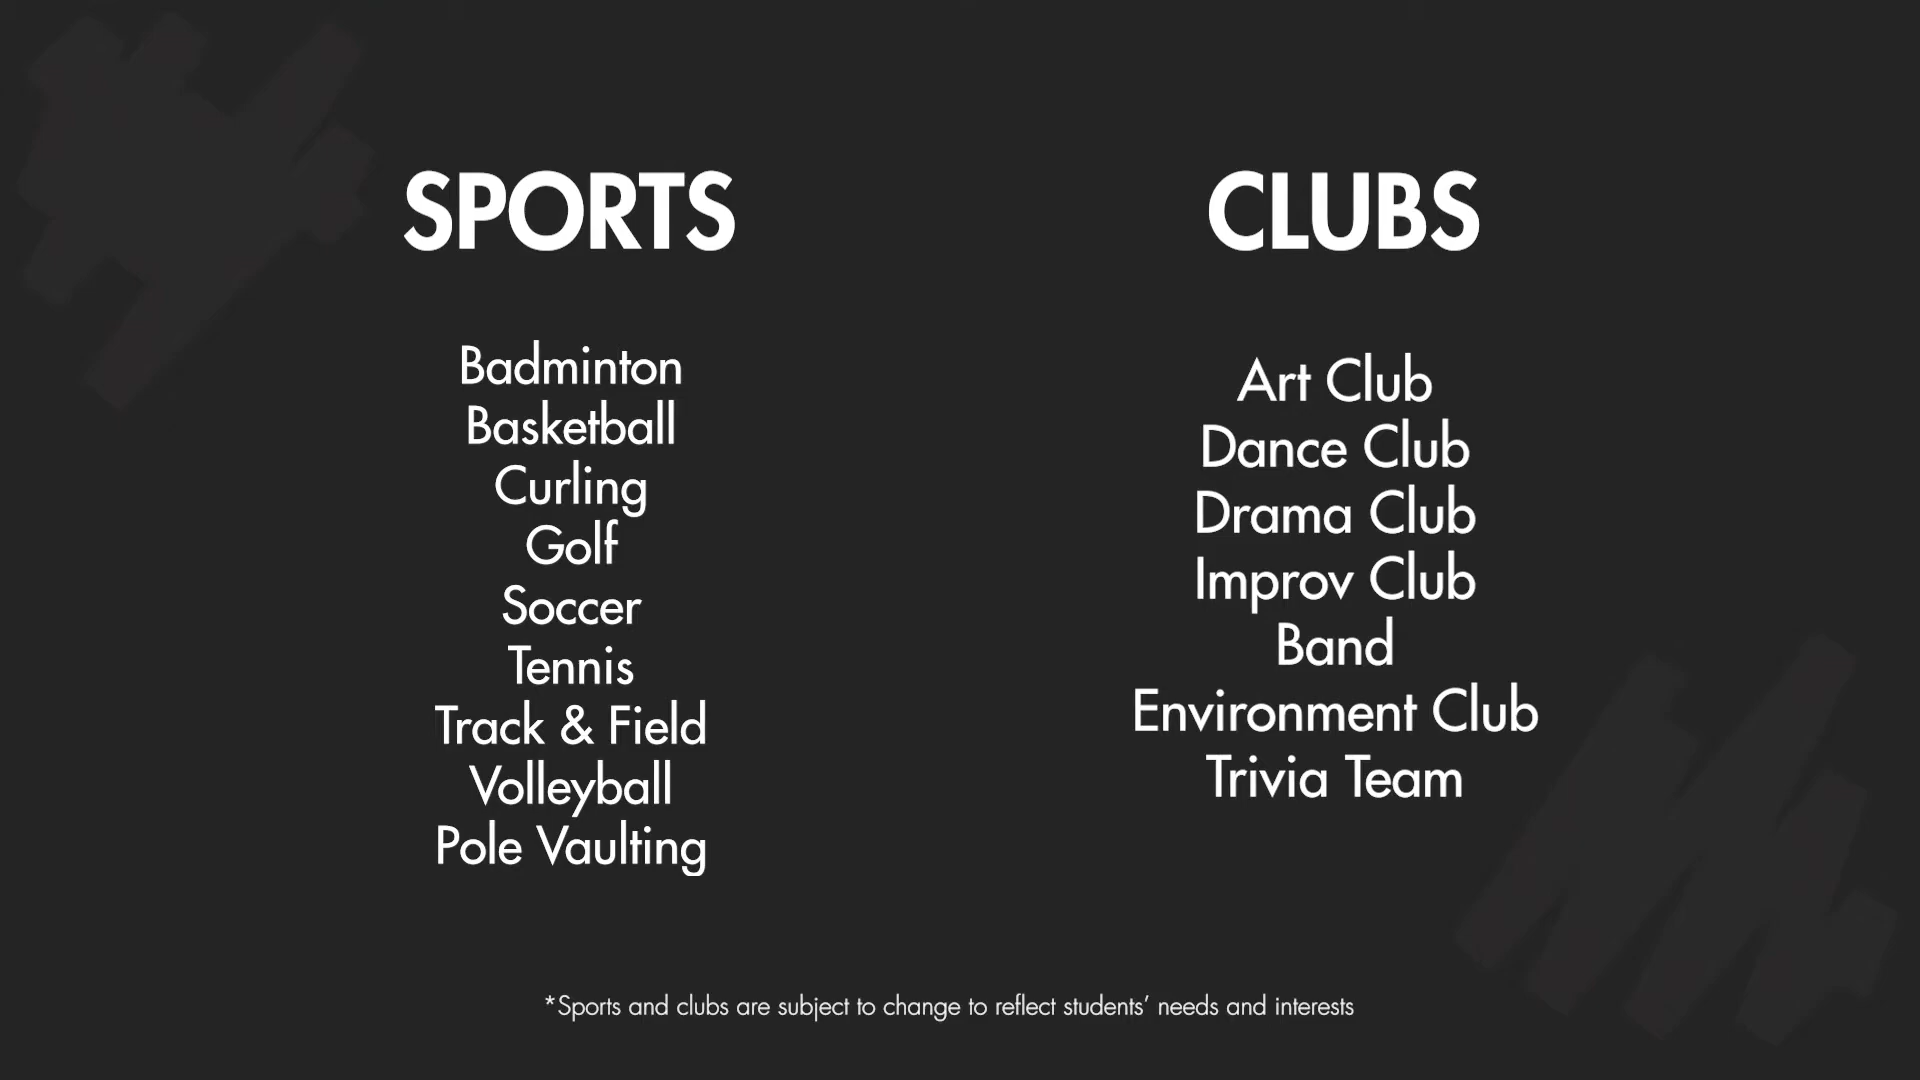 SPORTS
Badminton
Basketball
Curling
Golf
Soccer
Tennis
Track & Field
Volleyball
Pole Vaulting
CLUBS
Art Club
Dance Club
Drama Club
Improv Club
Band
Environment Club
Trivia Team
*Sports and clubs are subject to change to reflect students’ needs and interests